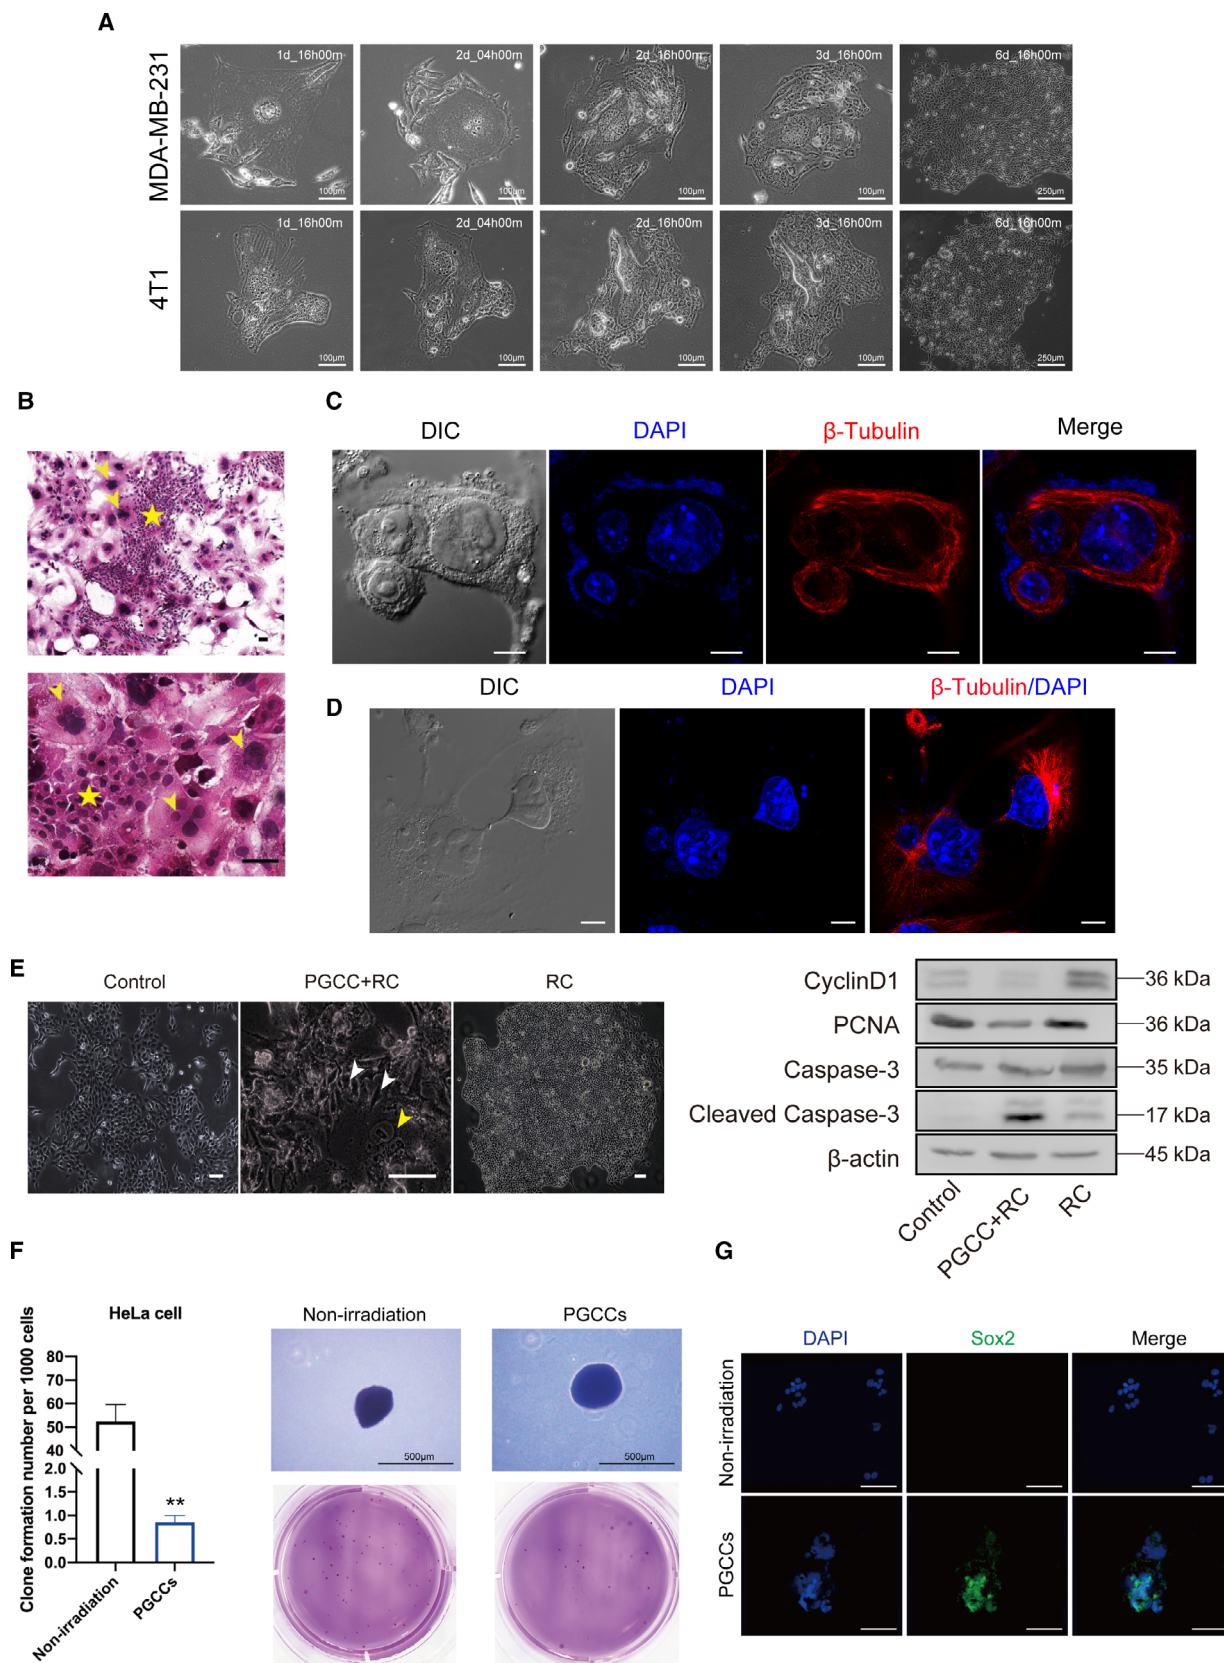 A
MDA-MB-231
1d_16h00m
2d_04h00m
2d_16h00m
3d_16h00m
6d_16h00m
100μm
100μm
100μm
100μm
250μm
4T1
1d_16h00m
2d_04h00m
2d_16h00m
3d_16h00m
6d_16h00m
100μm
100μm
100μm
100μm
250μm
B
C
DIC
DAPI
β-Tubulin
Merge
D
DIC
DAPI
β-Tubulin/DAPI
E
Control
PGCC+RC
RC
CyclinD1
36 kDa
PCNA
36 kDa
Caspase-3
35 kDa
Cleaved Caspase-3
17 kDa
β-actin
45 kDa
Control
PGCC+RC
RC
F
HeLa cell
Clone formation number per 1000 cells
80
70
60
50
40
2.0
1.5
1.0
0.5
0.0
**
Non-irradiation
PGCCs
Non-irradiation
PGCCs
500μm
500μm
G
DAPI
Sox2
Merge
Non-irradiation
PGCCs